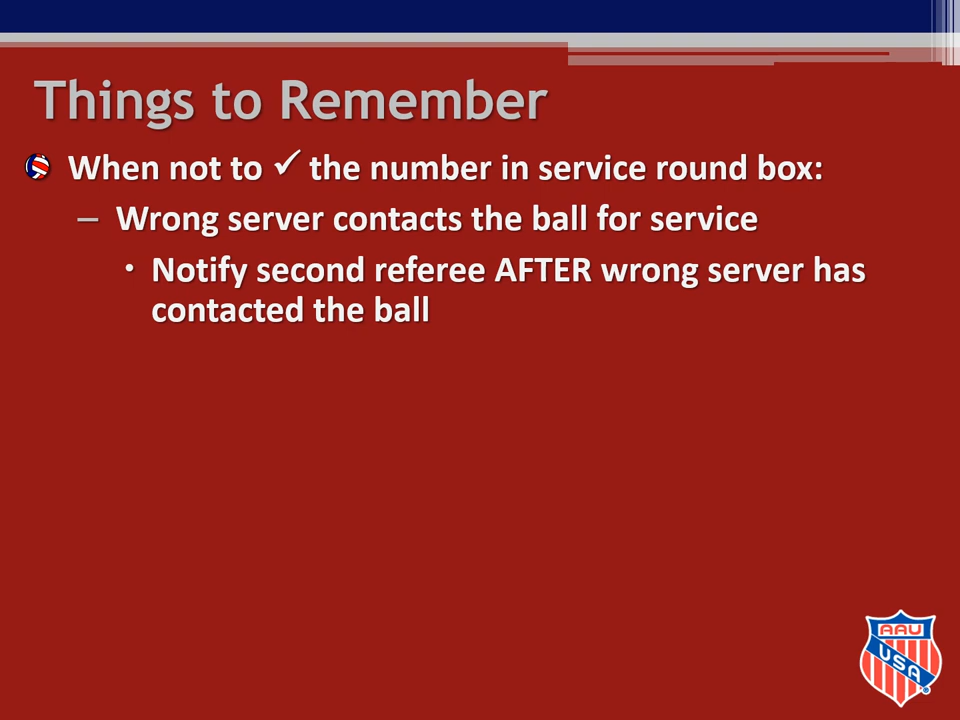 Things to Remember
When not to ✓ the number in service round box:
– Wrong server contacts the ball for service
• Notify second referee AFTER wrong server has
contacted the ball
AAU
USA
®